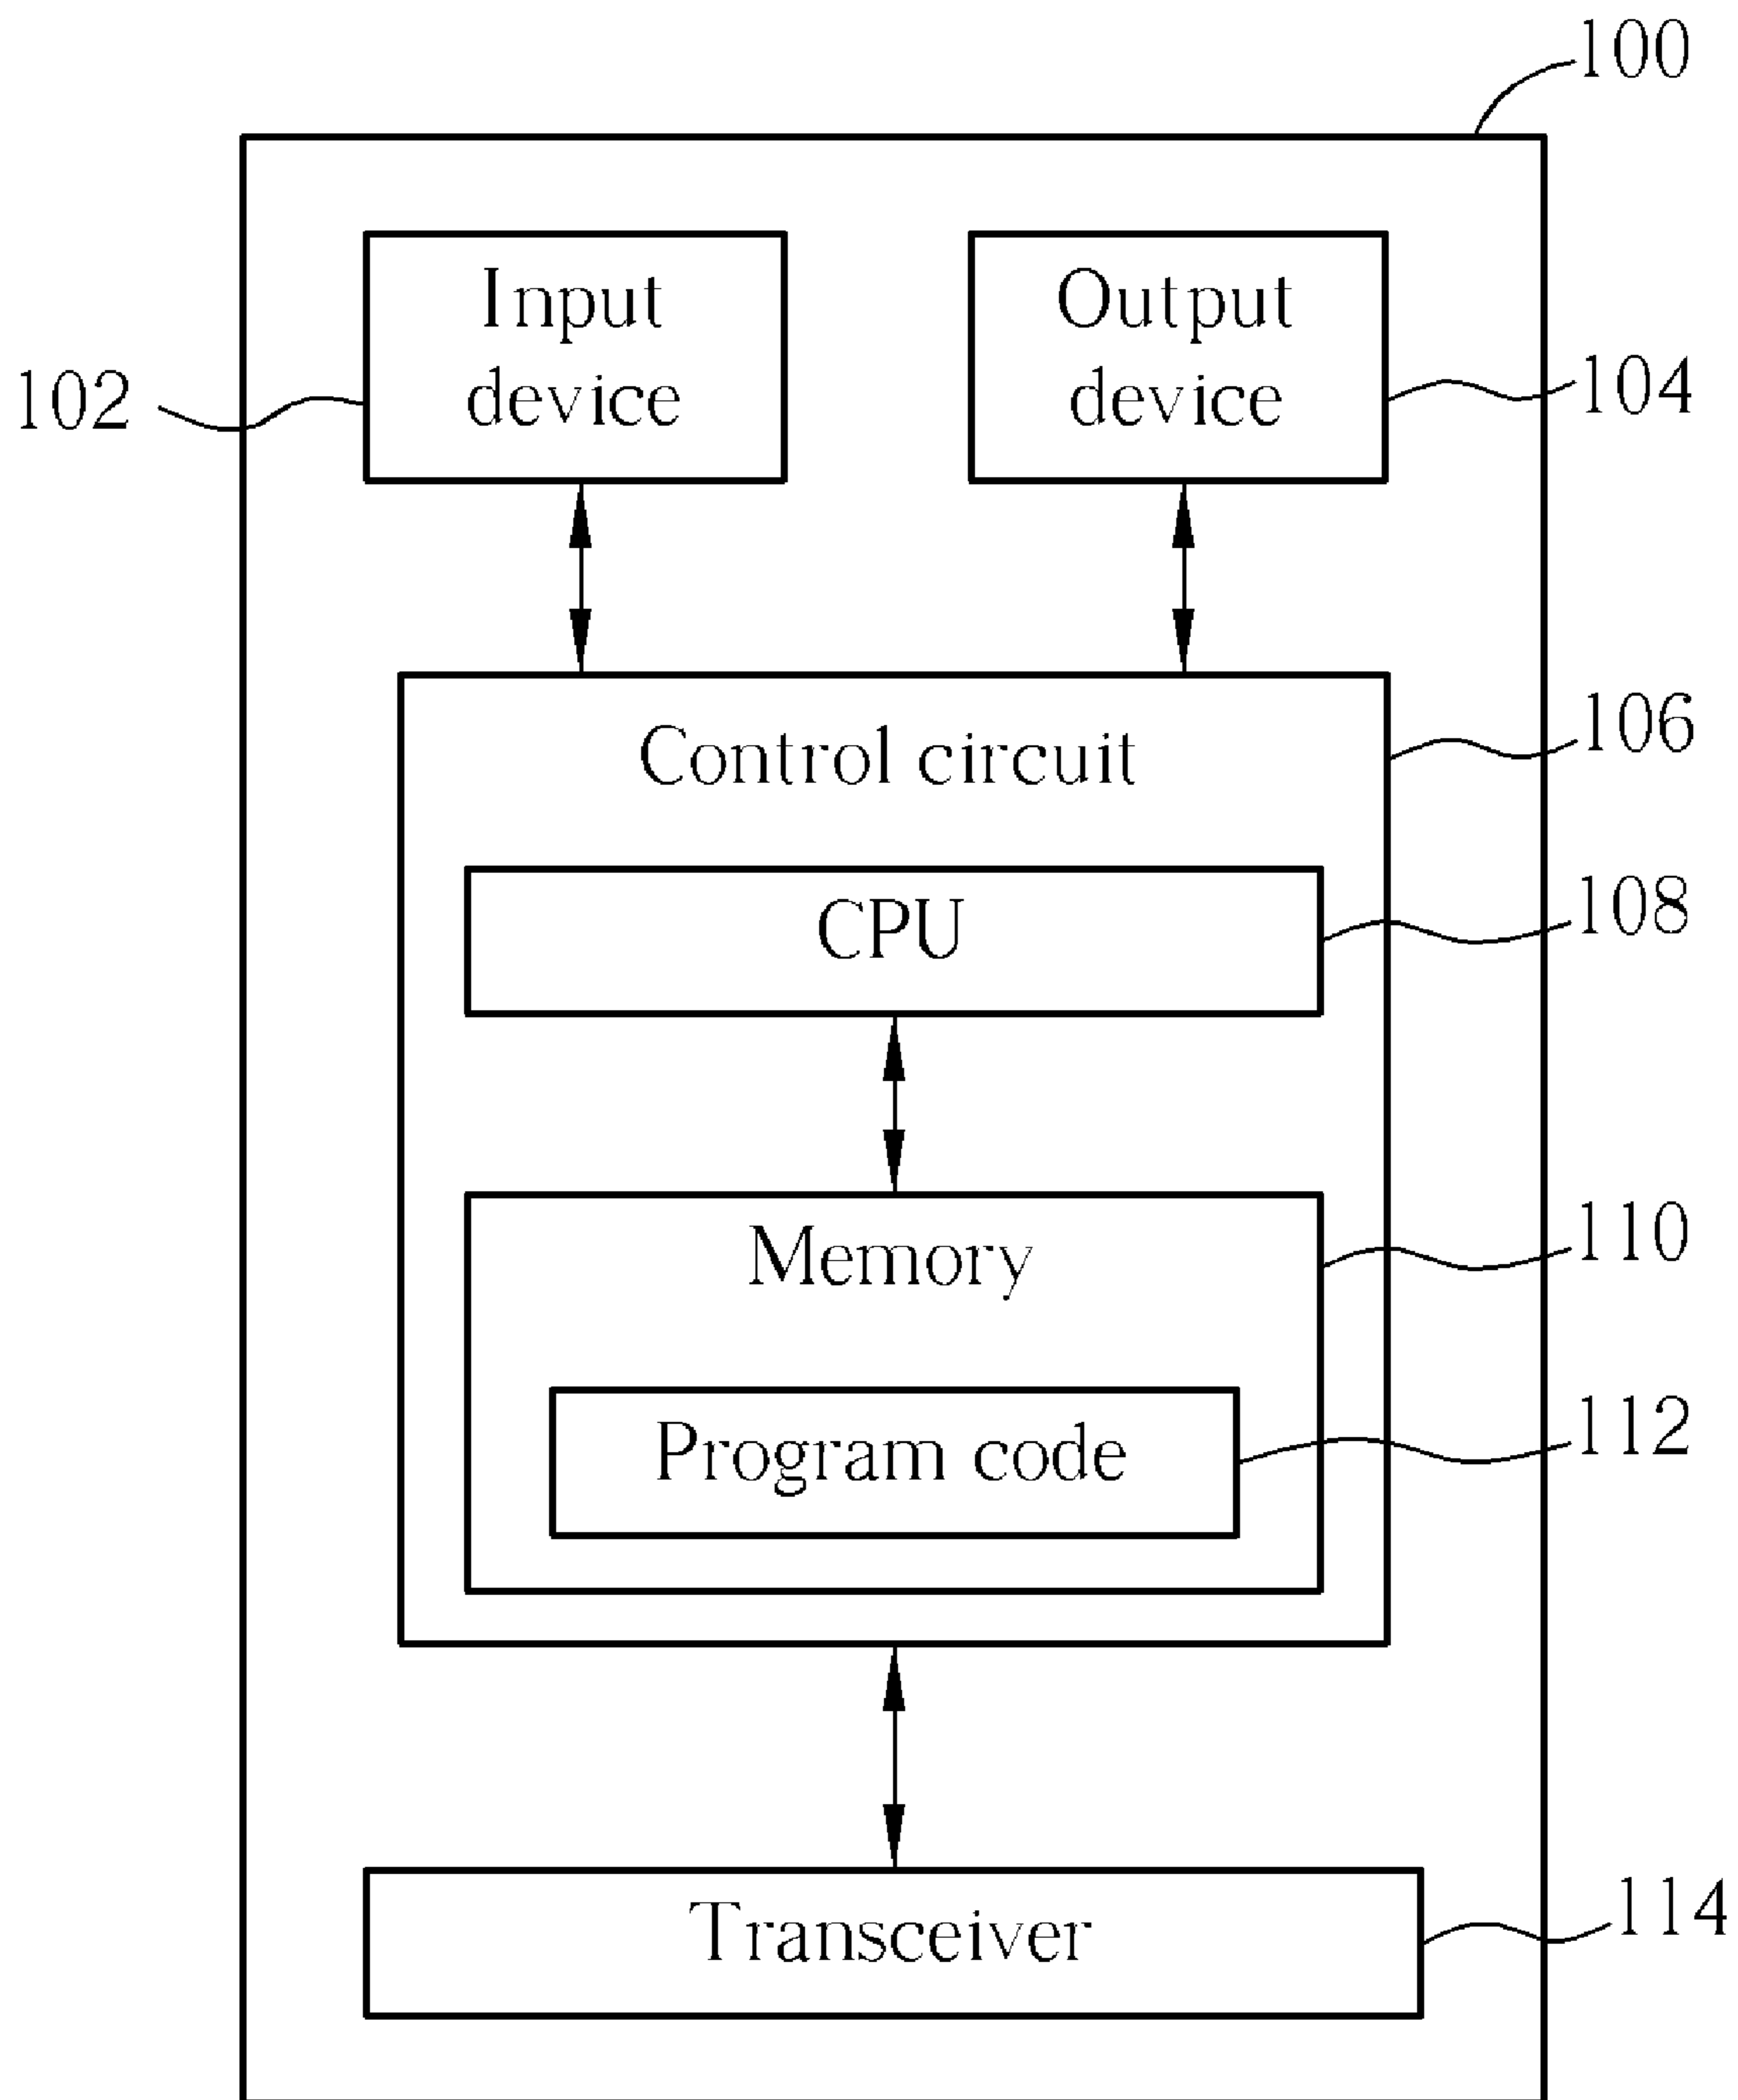 100
Input
device
102
Output
device
104
Control circuit
106
CPU
108
Memory
110
Program code
112
Transceiver
114